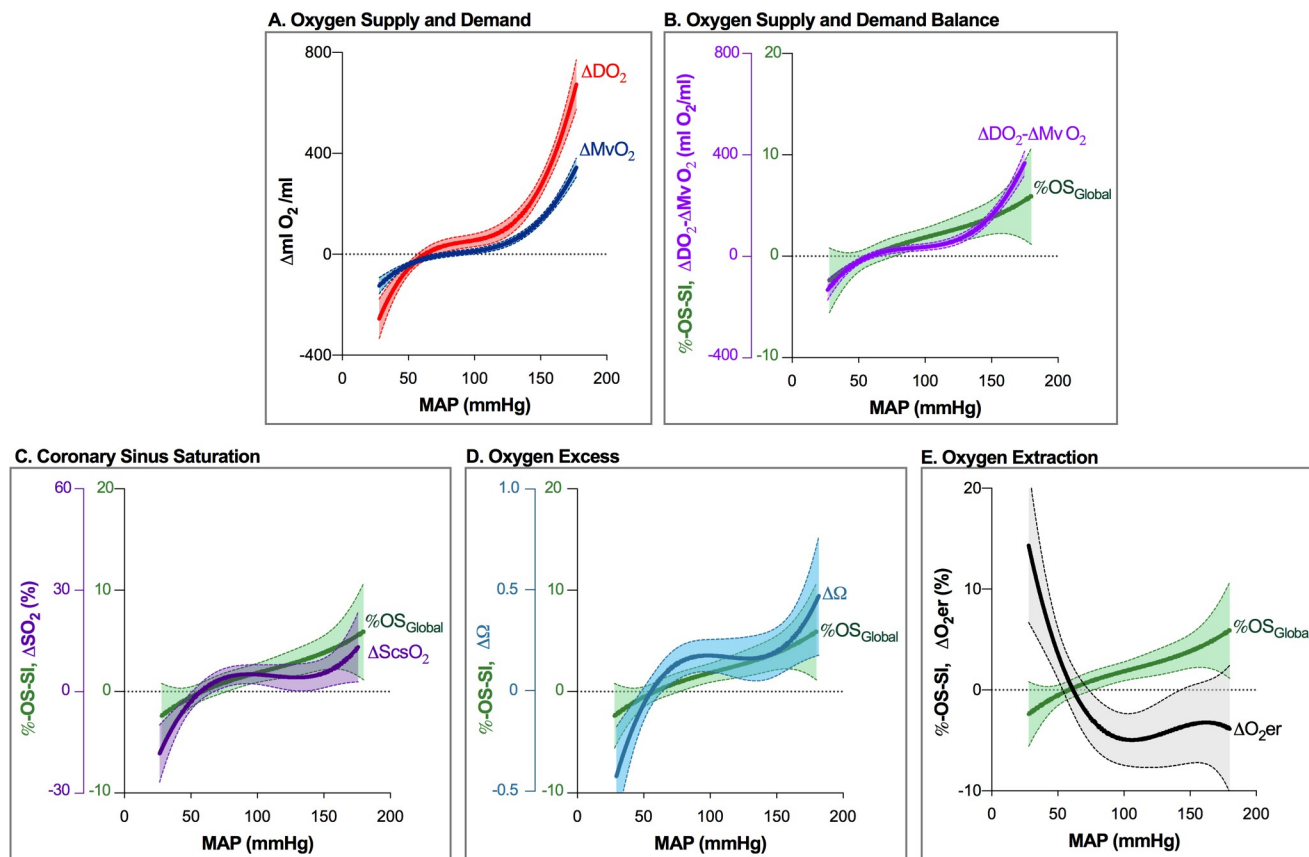 A. Oxygen Supply and Demand
800
400
0
-400
Δml O₂ /ml
0 50 100 150 200
MAP (mmHg)
ΔDO₂
ΔMvO₂
B. Oxygen Supply and Demand Balance
%-OS-SI, ΔDO₂-ΔMv O₂ (ml O₂/ml)
800
400
0
-400
20
10
0
-10
0 50 100 150 200
MAP (mmHg)
ΔDO₂-ΔMv O₂
%OSGlobal
C. Coronary Sinus Saturation
%-OS-SI, ΔSO₂ (%)
60
30
0
-30
20
10
0
-10
0 50 100 150 200
MAP (mmHg)
%OSGlobal
ΔScsO₂
D. Oxygen Excess
%-OS-SI, ΔΩ
1.0
0.5
0
-0.5
20
10
0
-10
0 50 100 150 200
MAP (mmHg)
ΔΩ
%OSGlobal
E. Oxygen Extraction
%-OS-SI, ΔO₂er (%)
20
10
0
-10
0 50 100 150 200
MAP (mmHg)
%OSGlobal
ΔO₂er